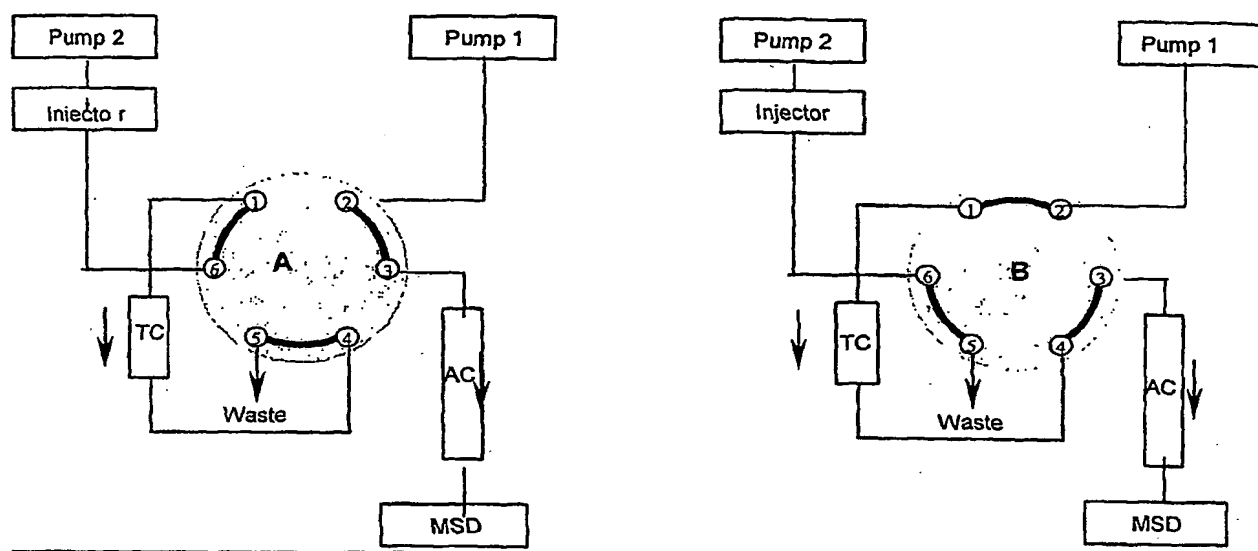 Pump 2
Pump 1
Iniecto r
1
2
A
6
3
TC
5
4
AC
Waste
MSD
Pump 2
Pump 1
Injector
1
2
B
6
3
TC
5
4
AC
Waste
MSD